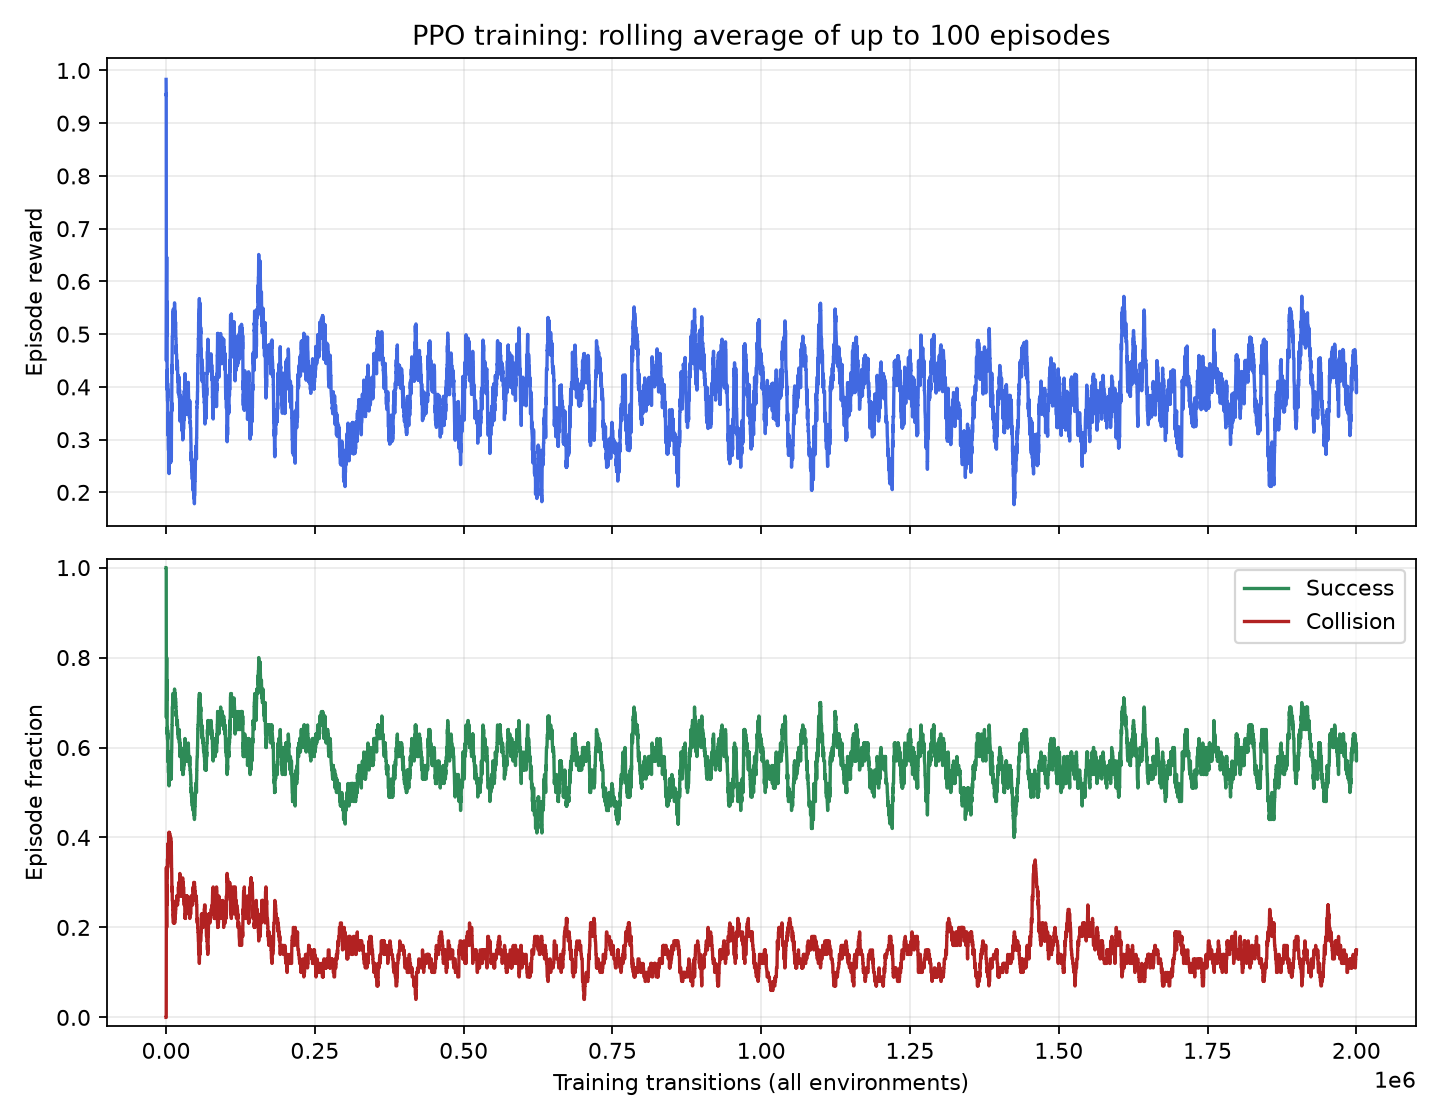 PPO training: rolling average of up to 100 episodes
1.0
0.9
0.8
0.7
0.6
0.5
0.4
0.3
0.2
Episode reward
1.0
0.8
0.6
0.4
0.2
0.0
Episode fraction
Success
Collision
0.00 0.25 0.50 0.75 1.00 1.25 1.50 1.75 2.00
1e6
Training transitions (all environments)